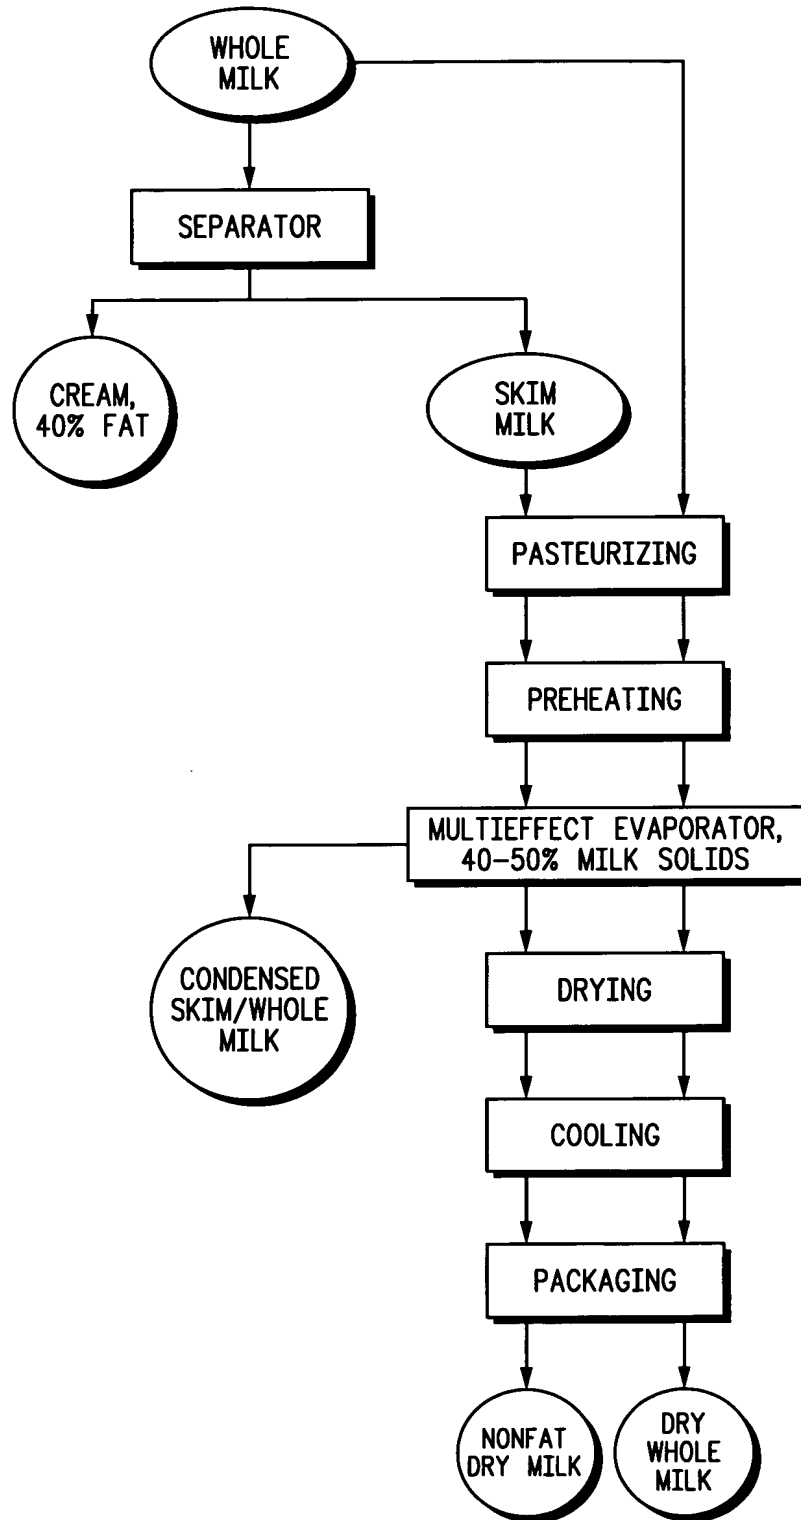 WHOLE
MILK
SEPARATOR
CREAM,
40% FAT
SKIM
MILK
PASTEURIZING
PREHEATING
MULTIEFFECT EVAPORATOR,
40-50% MILK SOLIDS
CONDENSED
SKIM/WHOLE
MILK
DRYING
COOLING
PACKAGING
NONFAT
DRY MILK
DRY
WHOLE
MILK